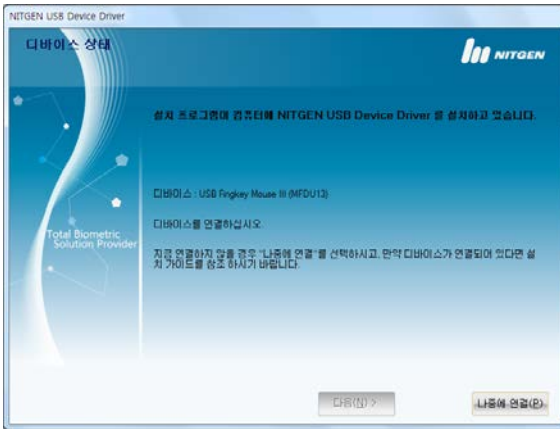 NITGEN USB Device Driver
디바이스 상태
NITGEN
설치 프로그램이 컴퓨터에 NITGEN USB Device Driver 를 설치하고 있습니다.
디바이스 : USB Fingkey Mouse III (MFDU13)
디바이스를 연결하십시오
지금 연결하지 않을 경우 "나중에 연결"를 선택하시고, 만약 디바이스가 연결되어 있다면 설
치 가이드를 참조 하시기 바랍니다.
Total Biometric
Solution Provider
다음(N) >
나중에 연결(P)